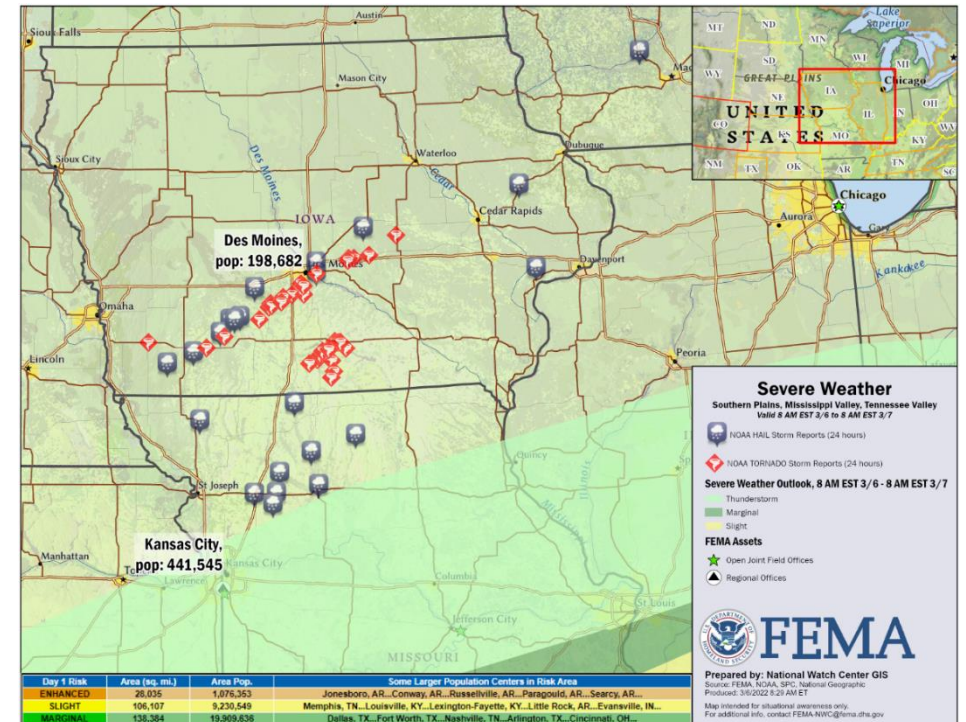 Sioux Falls
Austin
Mason City
Sioux City
Des Moines
Waterloo
Cedar
Dubuque
Cedar Rapids
IOWA
Des Moines,
pop: 198,682
Davenport
Omaha
Lincoln
Peoria
Aurora
Chicago
Gary
Kankakee
St Joseph
Quincy
Illinois
Mississippi
Manhattan
Kansas City,
pop: 441,545
Lawrence
Kansas City
Columbia
Jefferson City
St Louis
MISSOURI
Lake
Superior
MT
ND
MN
WI
MI
SD
WY
GREAT PLAINS
IA
Chicago
NE
IL
OH
UNITED
STATES
CO
KS
MO
KY
WV
NM
TX
OK
AR
TN
SC
Severe Weather
Southern Plains, Mississippi Valley, Tennessee Valley
Valid 8 AM EST 3/6 to 8 AM EST 3/7
NOAA HAIL Storm Reports (24 hours)
NOAA TORNADO Storm Reports (24 hours)
Severe Weather Outlook, 8 AM EST 3/6 - 8 AM EST 3/7
Thunderstorm
Marginal
Slight
FEMA Assets
Open Joint Field Offices
Regional Offices
FEMA
Prepared by: National Watch Center GIS
Source: FEMA, NOAA, SPC, National Geographic
Produced: 3/6/2022 8:29 AM ET
Map intended for situational awareness only.
For additional info. contact FEMA-NWC@fema.dhs.gov
Day 1 Risk Area (sq. mi.) Area Pop. Some Larger Population Centers in Risk Area
ENHANCED 28,035 1,076,353 Jonesboro, AR...Conway, AR...Russellville, AR...Paragould, AR...Searcy, AR...
SLIGHT 106,107 9,230,549 Memphis, TN...Louisville, KY...Lexington-Fayette, KY...Little Rock, AR...Evansville, IN...
MARGINAL 138,384 19,909,636 Dallas, TX...Fort Worth, TX...Nashville, TN...Arlington, TX...Cincinnati, OH...